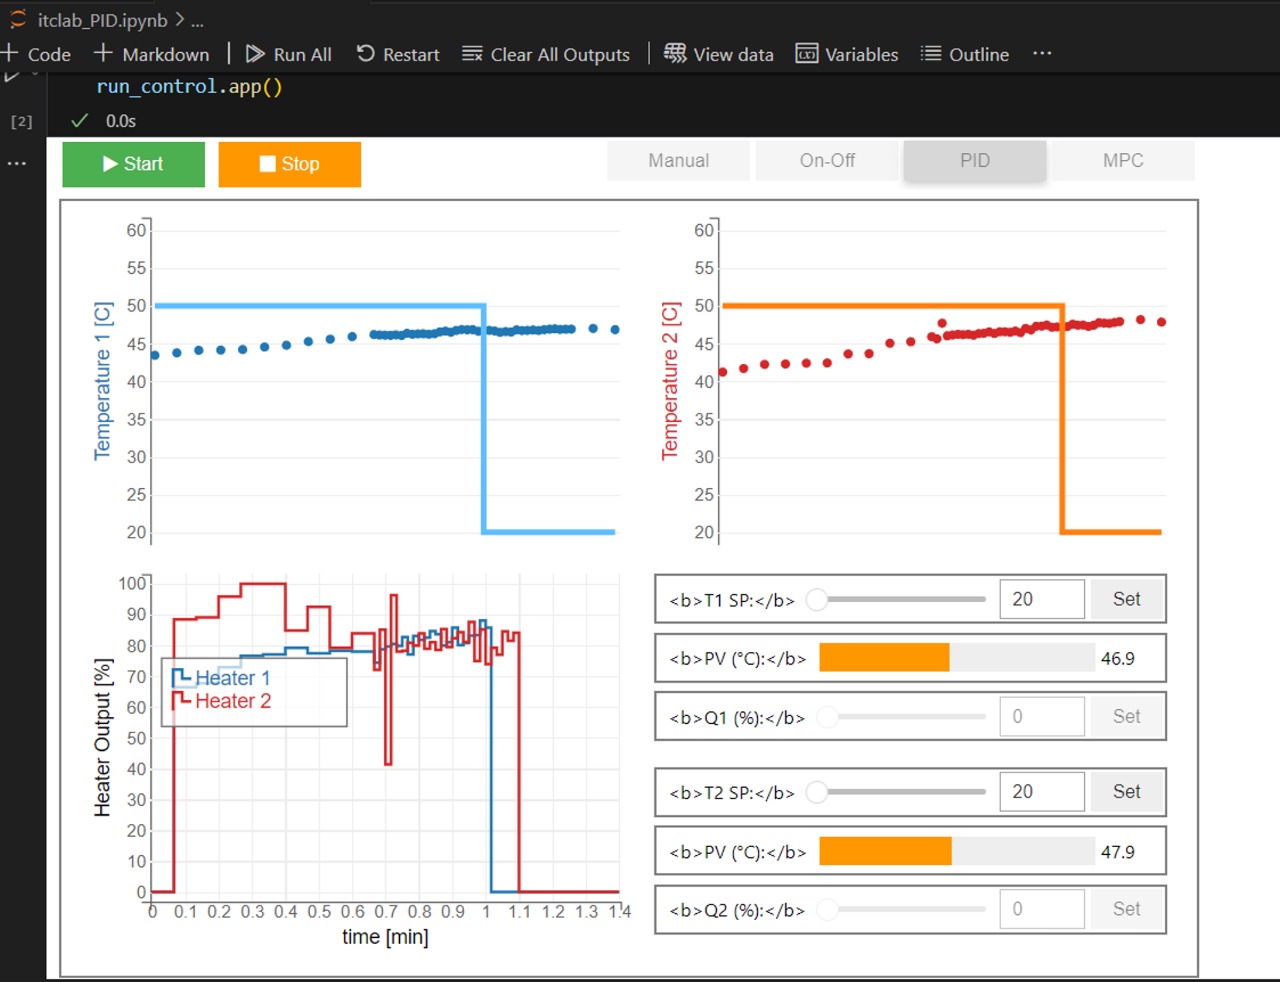 itclab_PID.ipynb > ...
+ Code + Markdown | Run All Restart Clear All Outputs | View data (x) Variables Outline ...
run_control.app()
[2] ✓ 0.0s
...
Start Stop Manual On-Off PID MPC
Temperature 1 [C]
60
55
50
45
40
35
30
25
20
Temperature 2 [C]
60
55
50
45
40
35
30
25
20
Heater Output [%]
100
90
80
70
60
50
40
30
20
10
0
Heater 1
Heater 2
0 0.1 0.2 0.3 0.4 0.5 0.6 0.7 0.8 0.9 1 1.1 1.2 1.3 1.4
time [min]
<b>T1 SP:</b> 20 Set
<b>PV (°C):</b> 46.9
<b>Q1 (%):</b> 0 Set
<b>T2 SP:</b> 20 Set
<b>PV (°C):</b> 47.9
<b>Q2 (%):</b> 0 Set